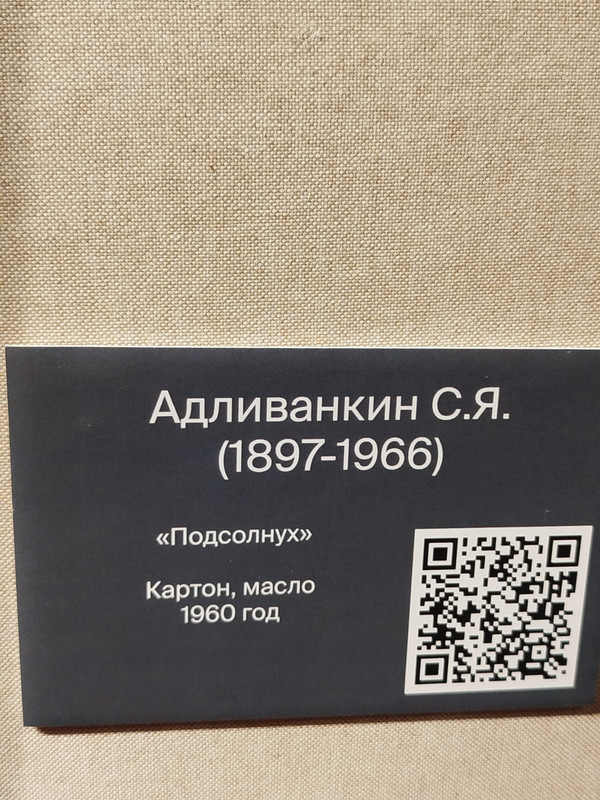 Адливанкин С.Я.
(1897-1966)
«Подсолнух»
Картон, масло
1960 год